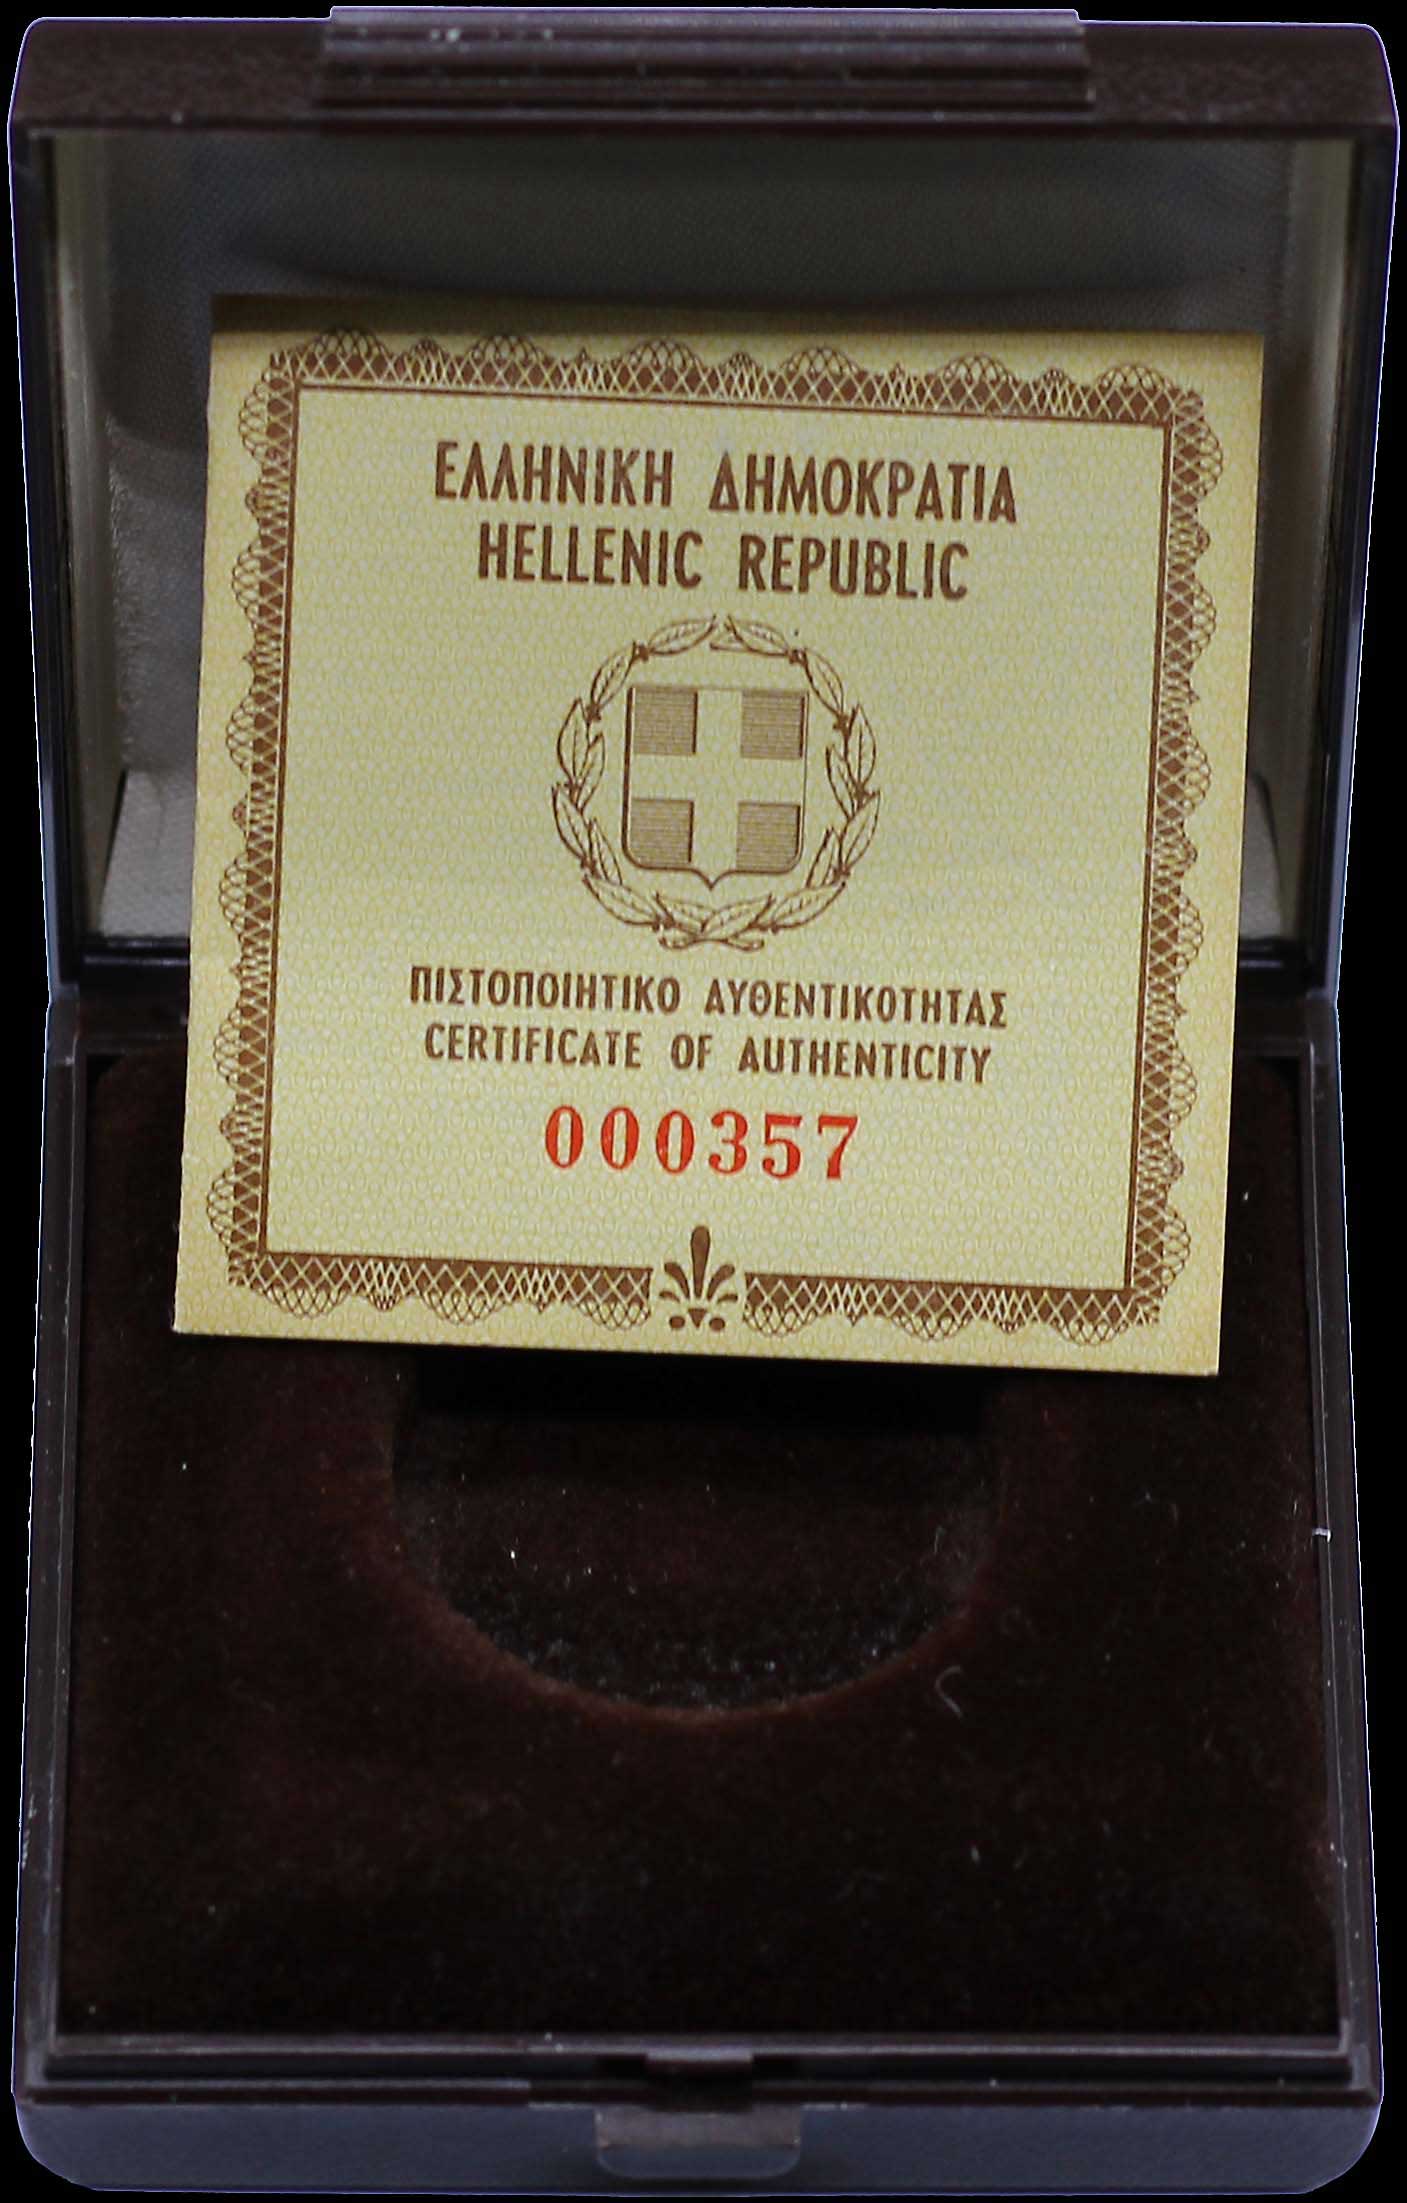 ΕΛΛΗΝΙΚΗ ΔΗΜΟΚΡΑΤΙΑ
HELLENIC REPUBLIC
ΠΙΣΤΟΠΟΙΗΤΙΚΟ ΑΥΘΕΝΤΙΚΟΤΗΤΑΣ
CERTIFICATE OF AUTHENTICITY
000357